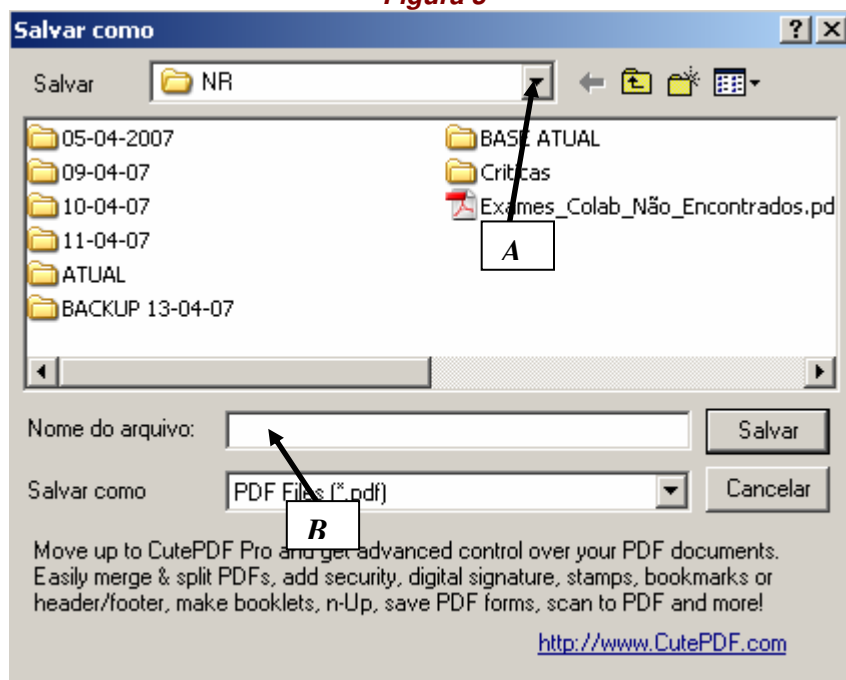 Salvar como
Salvar NR
05-04-2007 BASE ATUAL
09-04-07 Criticas
10-04-07 Exames_Colab_Não_Encontrados.pd
11-04-07
A
ATUAL
BACKUP 13-04-07
Nome do arquivo: Salvar
Salvar como PDF Files (*.pdf) Cancelar
B
Move up to CutePDF Pro and get advanced control over your PDF documents.
Easily merge & split PDFs, add security, digital signature, stamps, bookmarks or
header/footer, make booklets, n-Up, save PDF forms, scan to PDF and more!
http://www.CutePDF.com